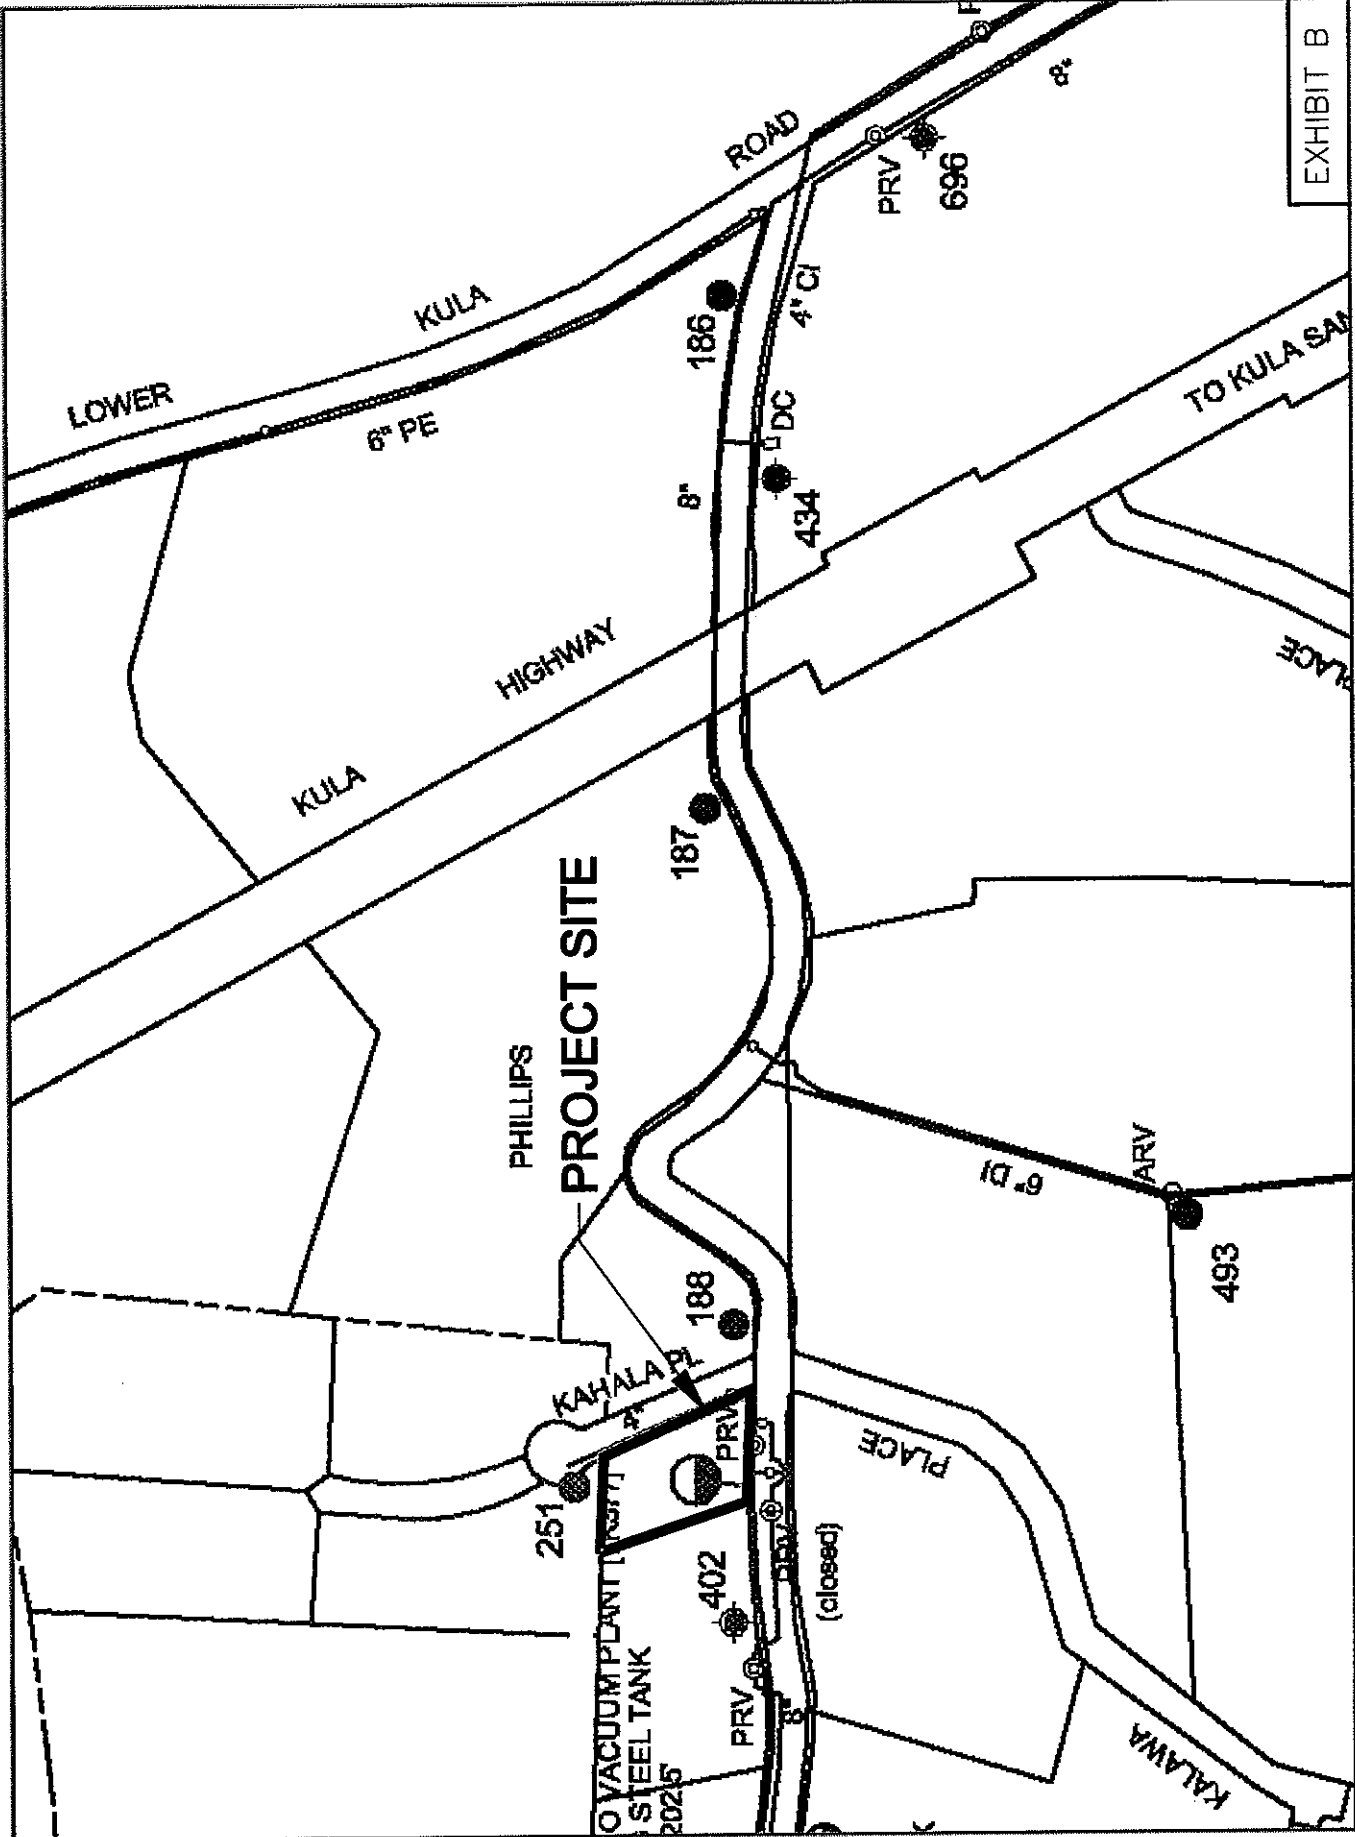 LOWER
KULA
ROAD
6" PE
8"
PRV
696
186
4" CI
DC
8"
434
TO KULA SAN
PLACE
KULA
HIGHWAY
187
PHILLIPS
PROJECT SITE
6" DI
ARV
493
188
KAHALA PL
4"
PRV
251
402
PRV
(closed)
PRV
8"
O VACUUM PLANT
STEEL TANK
KALAWA
PLACE
EXHIBIT B